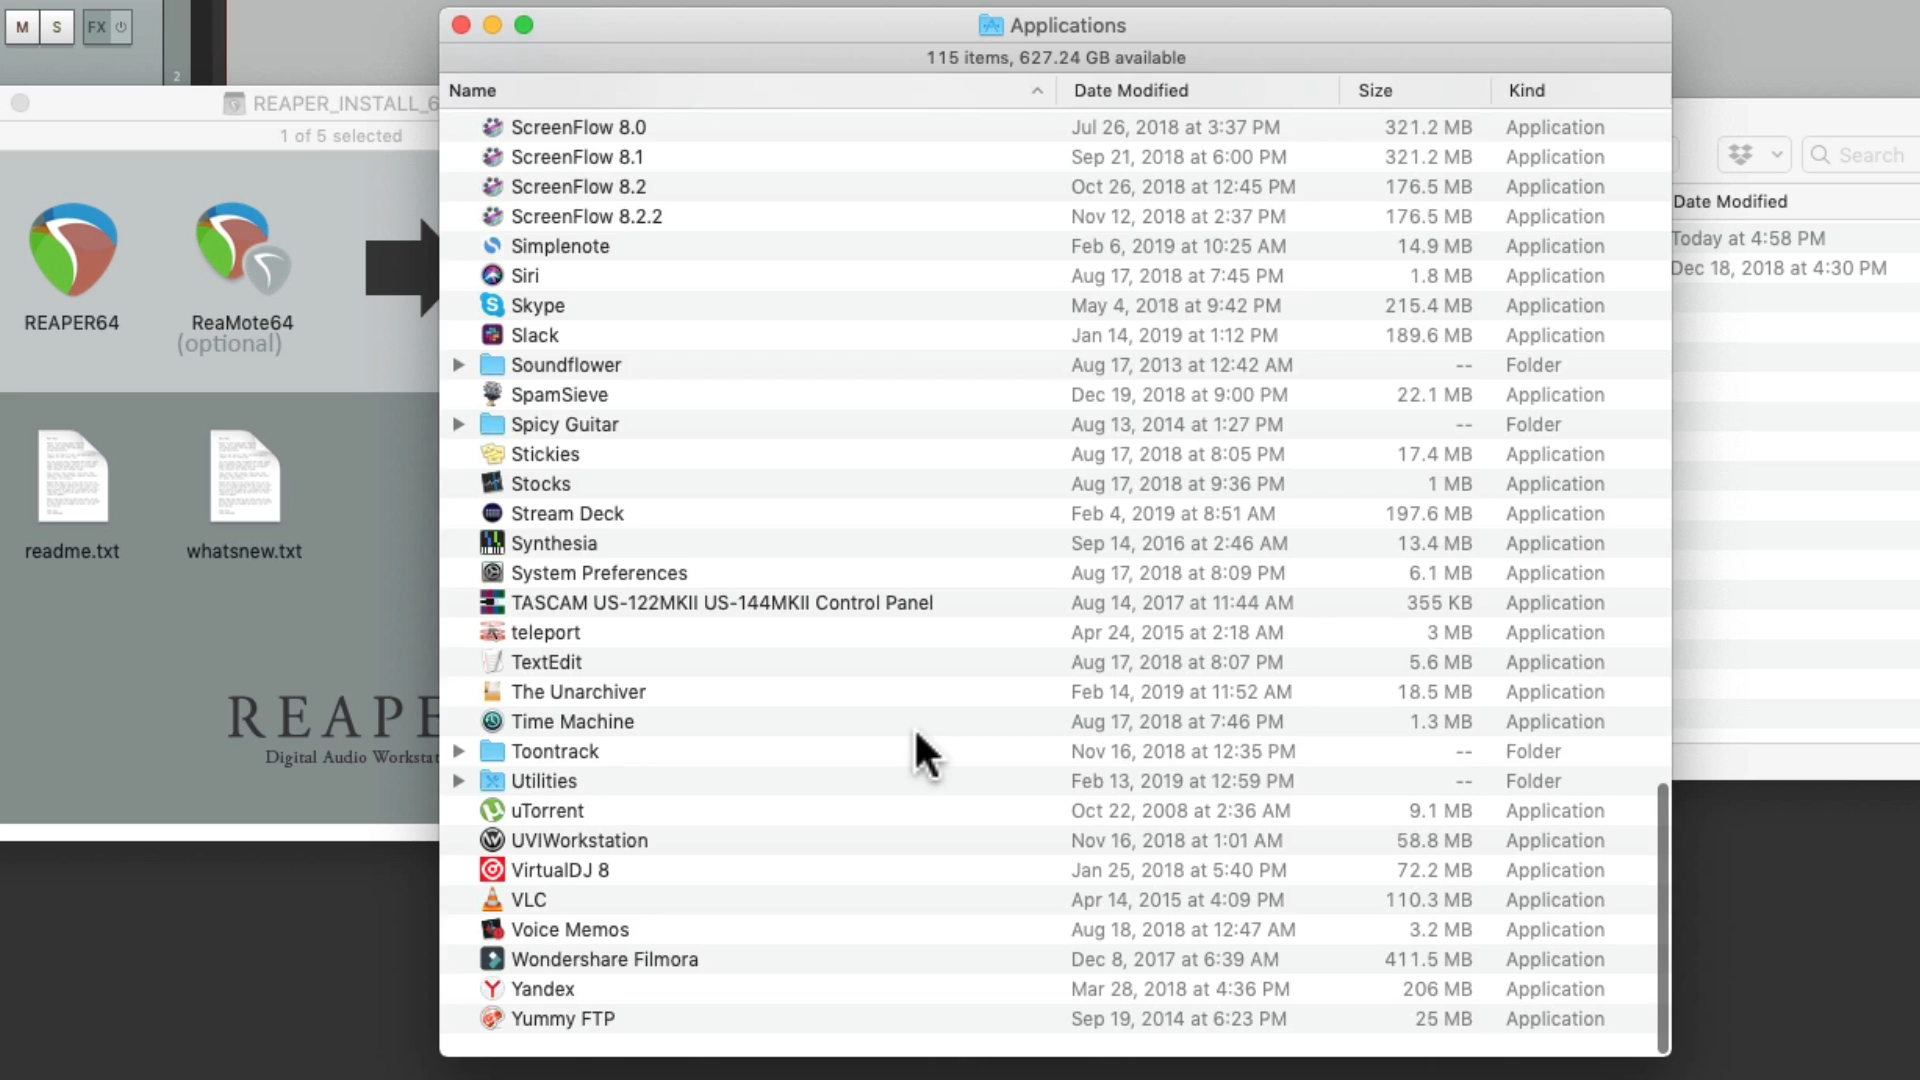 M S FX
2
REAPER_INSTALL_6
1 of 5 selected
REAPER64
ReaMote64
(optional)
readme.txt
whatsnew.txt
REAPE
Digital Audio Workstat
Applications
115 items, 627.24 GB available
Name Date Modified Size Kind
ScreenFlow 8.0 Jul 26, 2018 at 3:37 PM 321.2 MB Application
ScreenFlow 8.1 Sep 21, 2018 at 6:00 PM 321.2 MB Application
ScreenFlow 8.2 Oct 26, 2018 at 12:45 PM 176.5 MB Application
ScreenFlow 8.2.2 Nov 12, 2018 at 2:37 PM 176.5 MB Application
Simplenote Feb 6, 2019 at 10:25 AM 14.9 MB Application
Siri Aug 17, 2018 at 7:45 PM 1.8 MB Application
Skype May 4, 2018 at 9:42 PM 215.4 MB Application
Slack Jan 14, 2019 at 1:12 PM 189.6 MB Application
Soundflower Aug 17, 2013 at 12:42 AM -- Folder
SpamSieve Dec 19, 2018 at 9:00 PM 22.1 MB Application
Spicy Guitar Aug 13, 2014 at 1:27 PM -- Folder
Stickies Aug 17, 2018 at 8:05 PM 17.4 MB Application
Stocks Aug 17, 2018 at 9:36 PM 1 MB Application
Stream Deck Feb 4, 2019 at 8:51 AM 197.6 MB Application
Synthesia Sep 14, 2016 at 2:46 AM 13.4 MB Application
System Preferences Aug 17, 2018 at 8:09 PM 6.1 MB Application
TASCAM US-122MKII US-144MKII Control Panel Aug 14, 2017 at 11:44 AM 355 KB Application
teleport Apr 24, 2015 at 2:18 AM 3 MB Application
TextEdit Aug 17, 2018 at 8:07 PM 5.6 MB Application
The Unarchiver Feb 14, 2019 at 11:52 AM 18.5 MB Application
Time Machine Aug 17, 2018 at 7:46 PM 1.3 MB Application
Toontrack Nov 16, 2018 at 12:35 PM -- Folder
Utilities Feb 13, 2019 at 12:59 PM -- Folder
uTorrent Oct 22, 2008 at 2:36 AM 9.1 MB Application
UVIWorkstation Nov 16, 2018 at 1:01 AM 58.8 MB Application
VirtualDJ 8 Jan 25, 2018 at 5:40 PM 72.2 MB Application
VLC Apr 14, 2015 at 4:09 PM 110.3 MB Application
Voice Memos Aug 18, 2018 at 12:47 AM 3.2 MB Application
Wondershare Filmora Dec 8, 2017 at 6:39 AM 411.5 MB Application
Yandex Mar 28, 2018 at 4:36 PM 206 MB Application
Yummy FTP Sep 19, 2014 at 6:23 PM 25 MB Application
Search
Date Modified
Today at 4:58 PM
Dec 18, 2018 at 4:30 PM